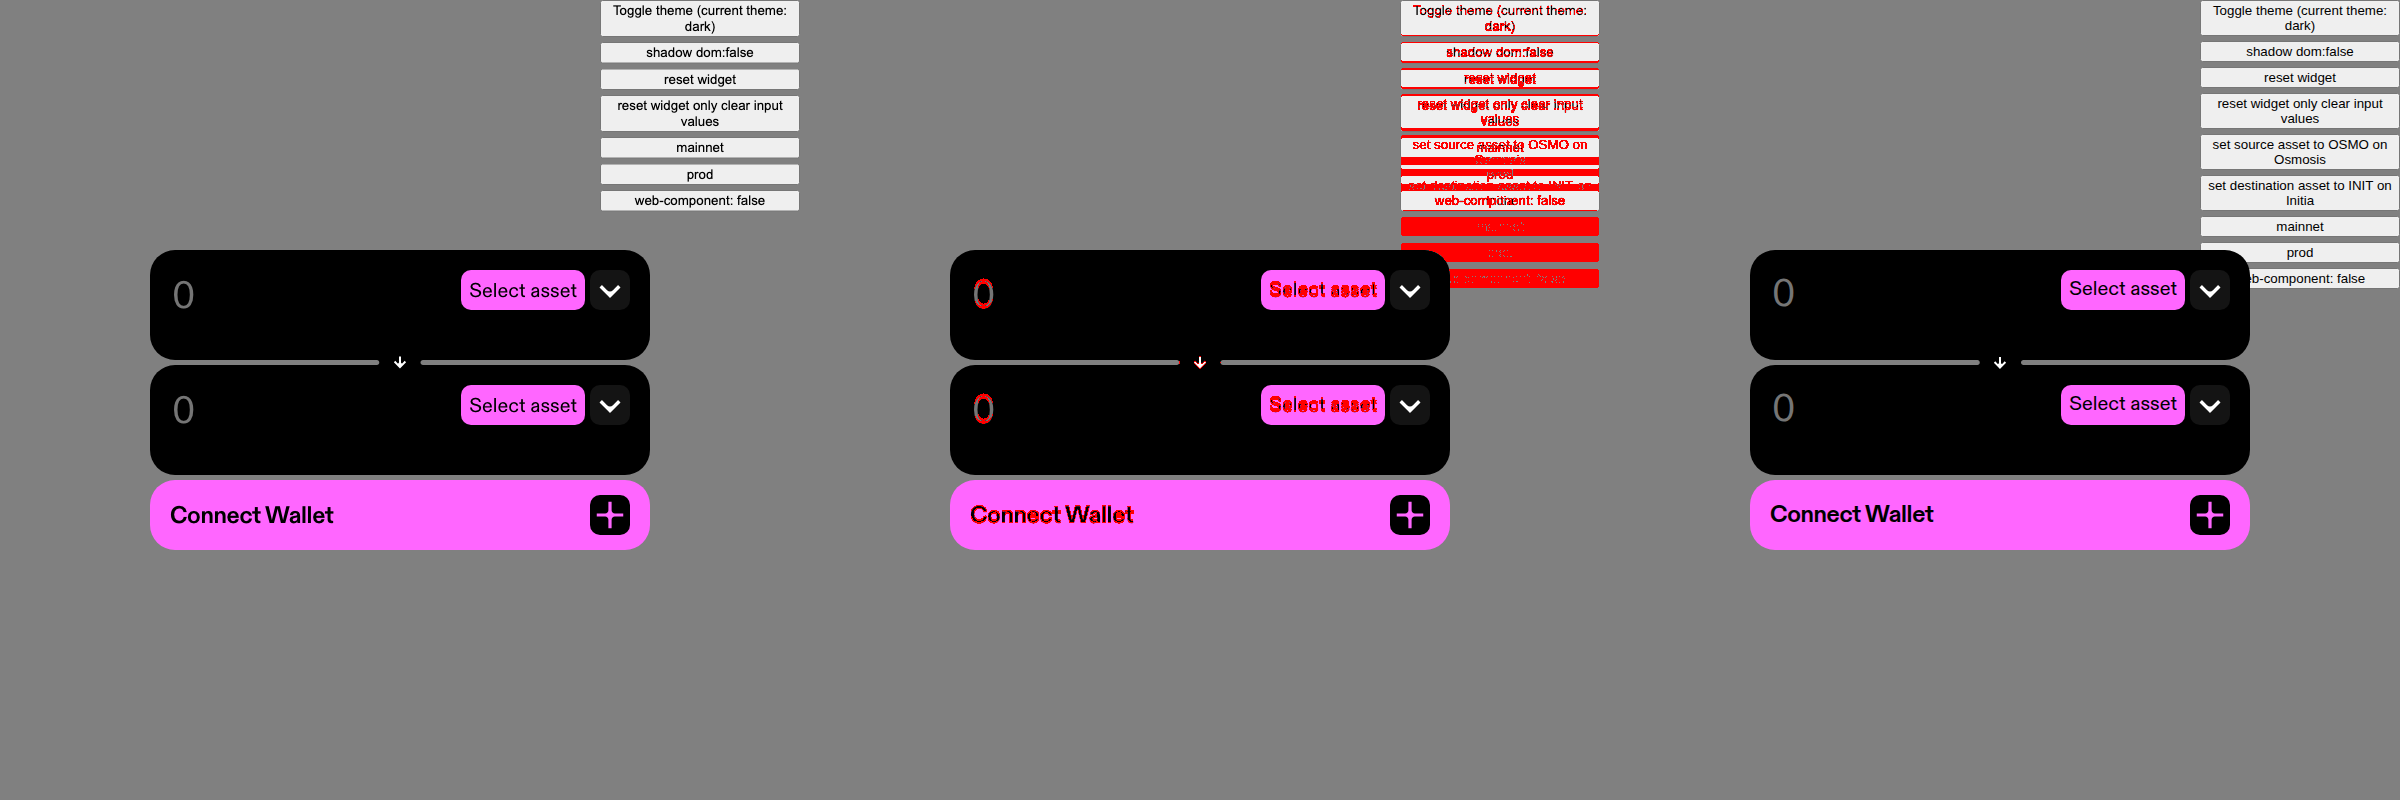 Toggle theme (current theme:
dark)
shadow dom:false
reset widget
reset widget only clear input
values
mainnet
prod
web-component: false
0
Select asset
0
Select asset
Connect Wallet
Toggle theme (current theme:
dark)
shadow dom:false
reset widget
reset widget only clear input
values
set source asset to OSMO on
mainnet
prod
web-component: false
0
Select asset
0
Select asset
Connect Wallet
Toggle theme (current theme:
dark)
shadow dom:false
reset widget
reset widget only clear input
values
set source asset to OSMO on
Osmosis
set destination asset to INIT on
Initia
mainnet
prod
eb-component: false
0
Select asset
0
Select asset
Connect Wallet